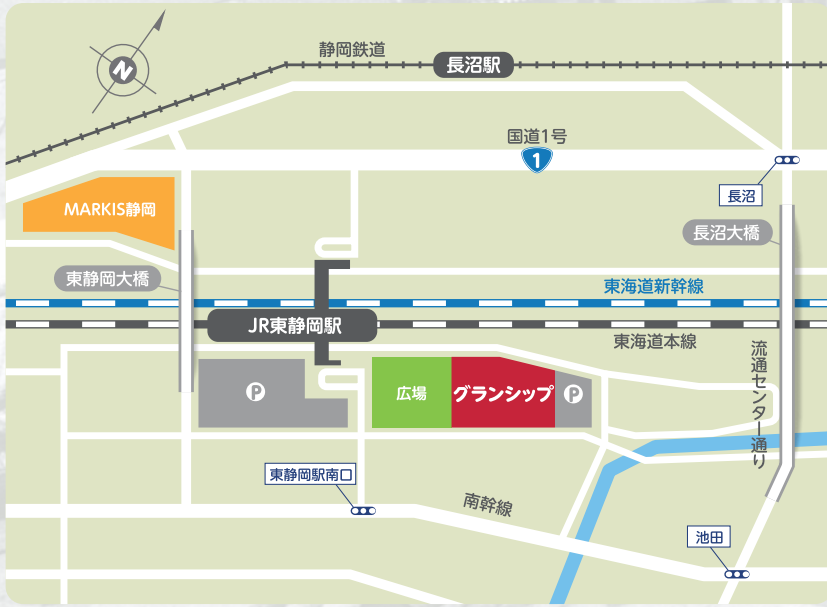 静岡鉄道
長沼駅
N
国道1号
1
長沼
MARKIS静岡
長沼大橋
東静岡大橋
東海道新幹線
JR東静岡駅
東海道本線
流通センター通り
P
広場
グランシップ
P
東静岡駅南口
南幹線
池田